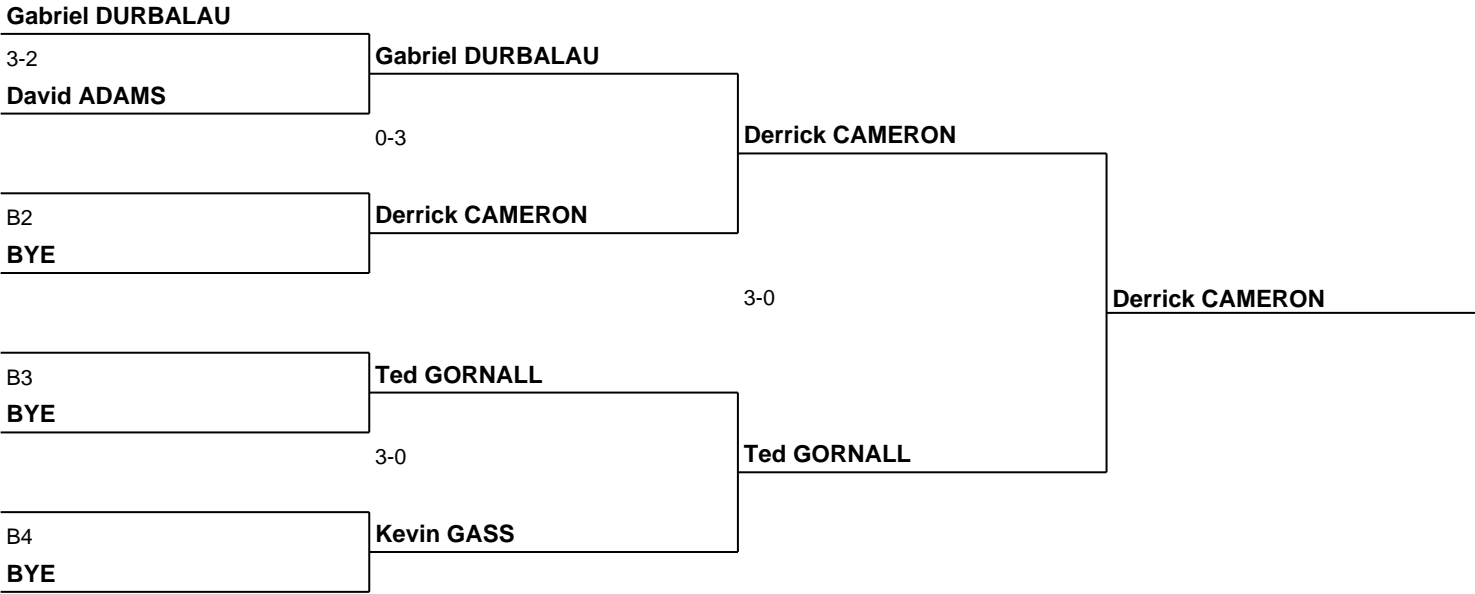 Gabriel DURBALAU
3-2
Gabriel DURBALAU
David ADAMS
0-3
Derrick CAMERON
B2
Derrick CAMERON
BYE
3-0
Derrick CAMERON
B3
Ted GORNALL
BYE
3-0
Ted GORNALL
B4
Kevin GASS
BYE